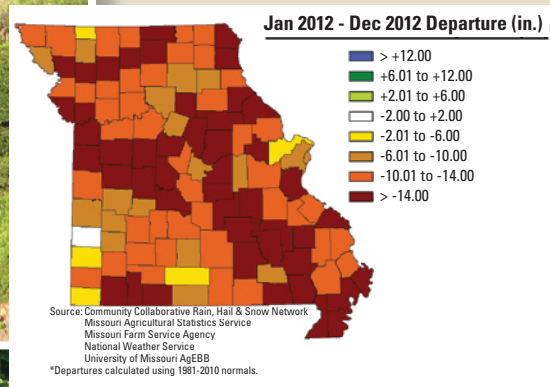 Jan 2012 - Dec 2012 Departure (in.)
> +12.00
+6.01 to +12.00
+2.01 to +6.00
-2.00 to +2.00
-2.01 to -6.00
-6.01 to -10.00
-10.01 to -14.00
> -14.00
Source: Community Collaborative Rain, Hail & Snow Network
Missouri Agricultural Statistics Service
Missouri Farm Service Agency
National Weather Service
University of Missouri AgEBB
*Departures calculated using 1981-2010 normals.